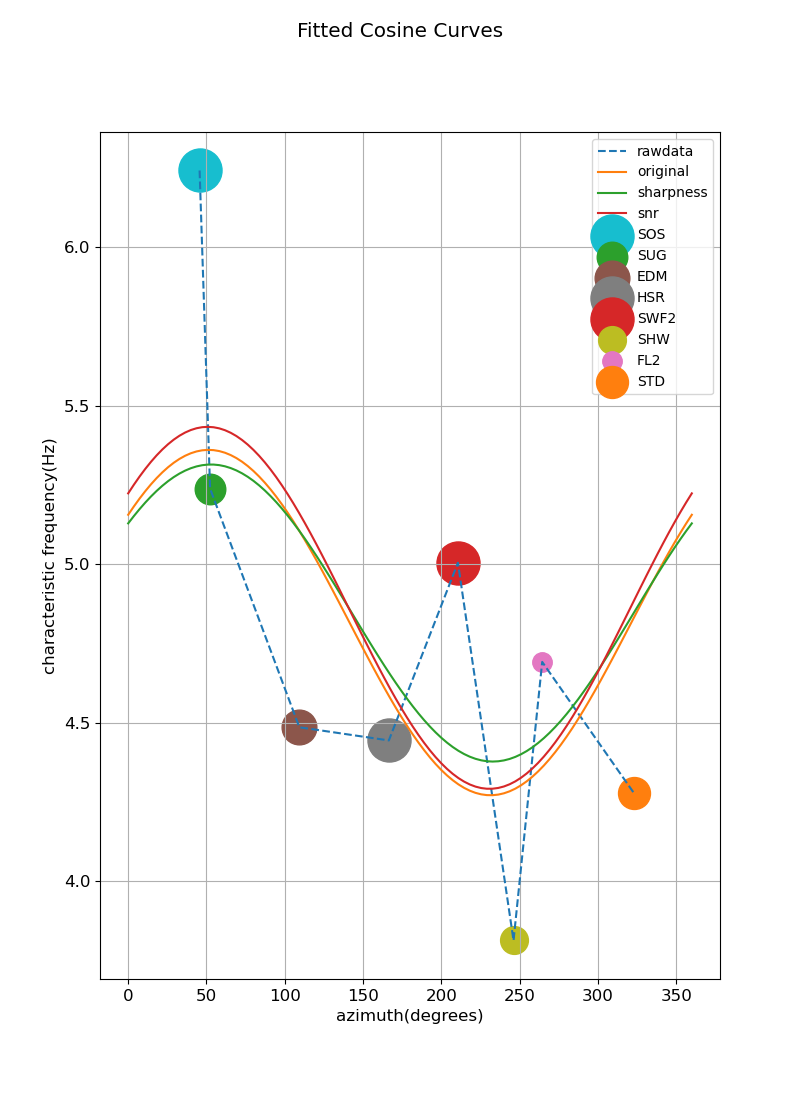 Fitted Cosine Curves
rawdata
original
sharpness
snr
SOS
SUG
EDM
HSR
SWF2
SHW
FL2
STD
characteristic frequency(Hz)
6.0
5.5
5.0
4.5
4.0
0 50 100 150 200 250 300 350
azimuth(degrees)